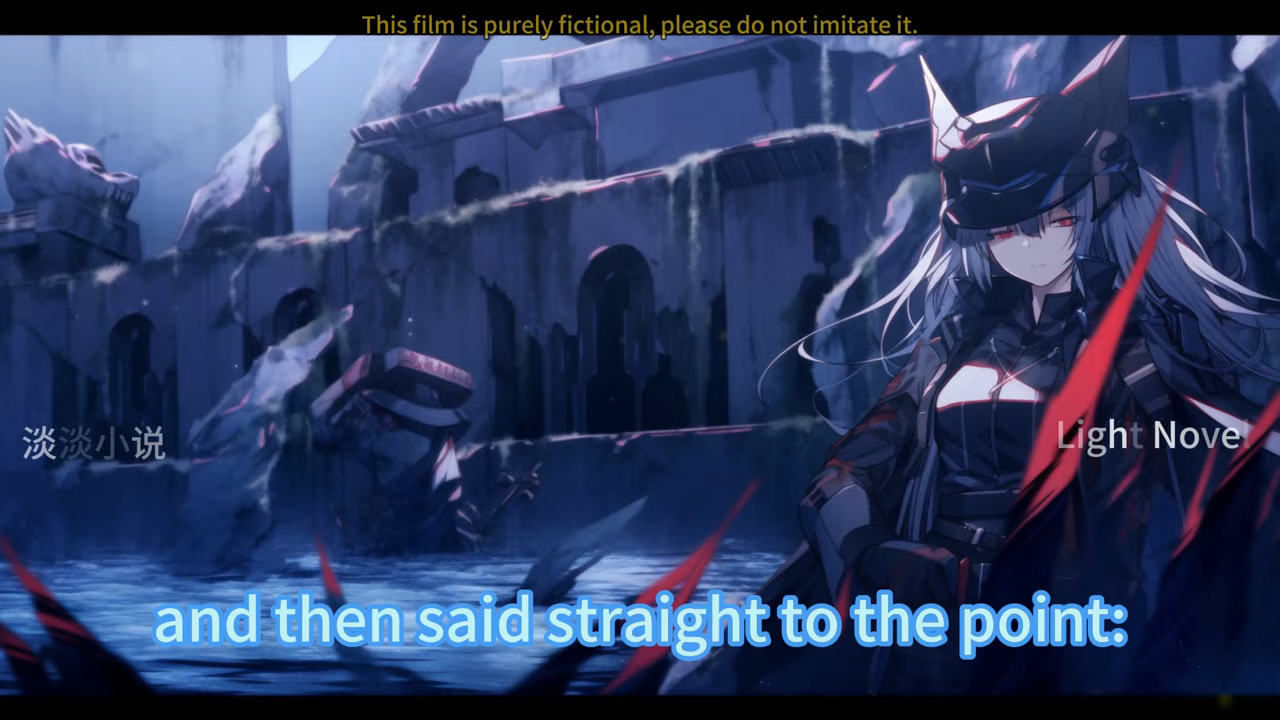 This film is purely fictional, please do not imitate it.
淡淡小说
Light Novel
and then said straight to the point: